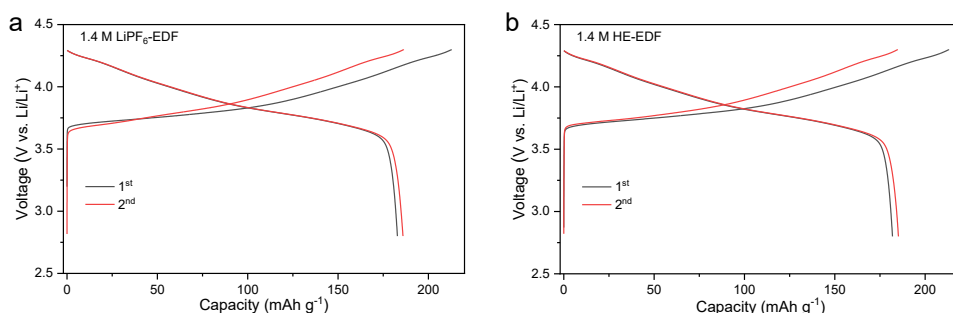 a
1.4 M LiPF₆-EDF
Voltage (V vs. Li/Li⁺)
4.5
4.0
3.5
3.0
2.5
1ˢᵗ
2ⁿᵈ
0 50 100 150 200
Capacity (mAh g⁻¹)
b
1.4 M HE-EDF
Voltage (V vs. Li/Li⁺)
4.5
4.0
3.5
3.0
2.5
1ˢᵗ
2ⁿᵈ
0 50 100 150 200
Capacity (mAh g⁻¹)